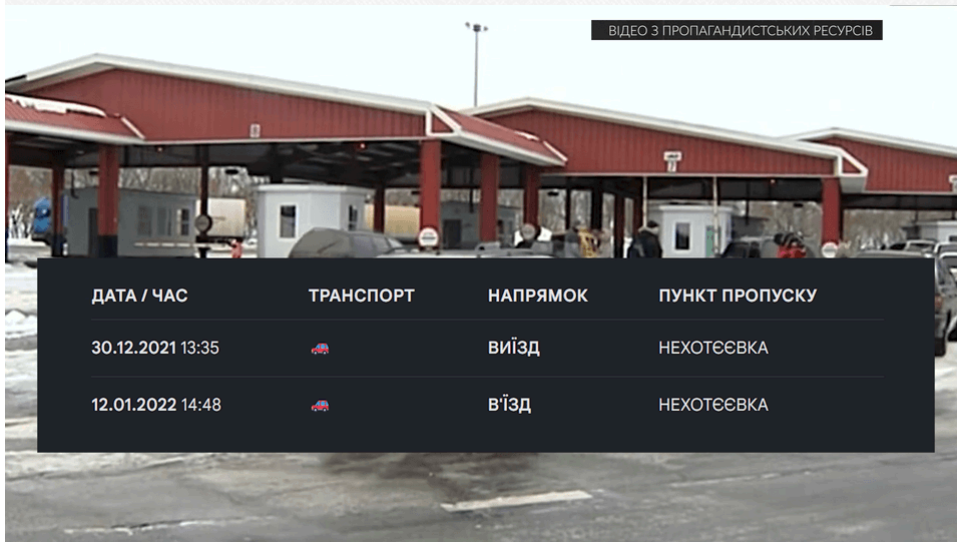 ВІДЕО З ПРОПАГАНДИСТСЬКИХ РЕСУРСІВ
ДАТА / ЧАС ТРАНСПОРТ НАПРЯМОК ПУНКТ ПРОПУСКУ
30.12.2021 13:35 ВИЇЗД НЕХОТЄЄВКА
12.01.2022 14:48 В'ЇЗД НЕХОТЄЄВКА